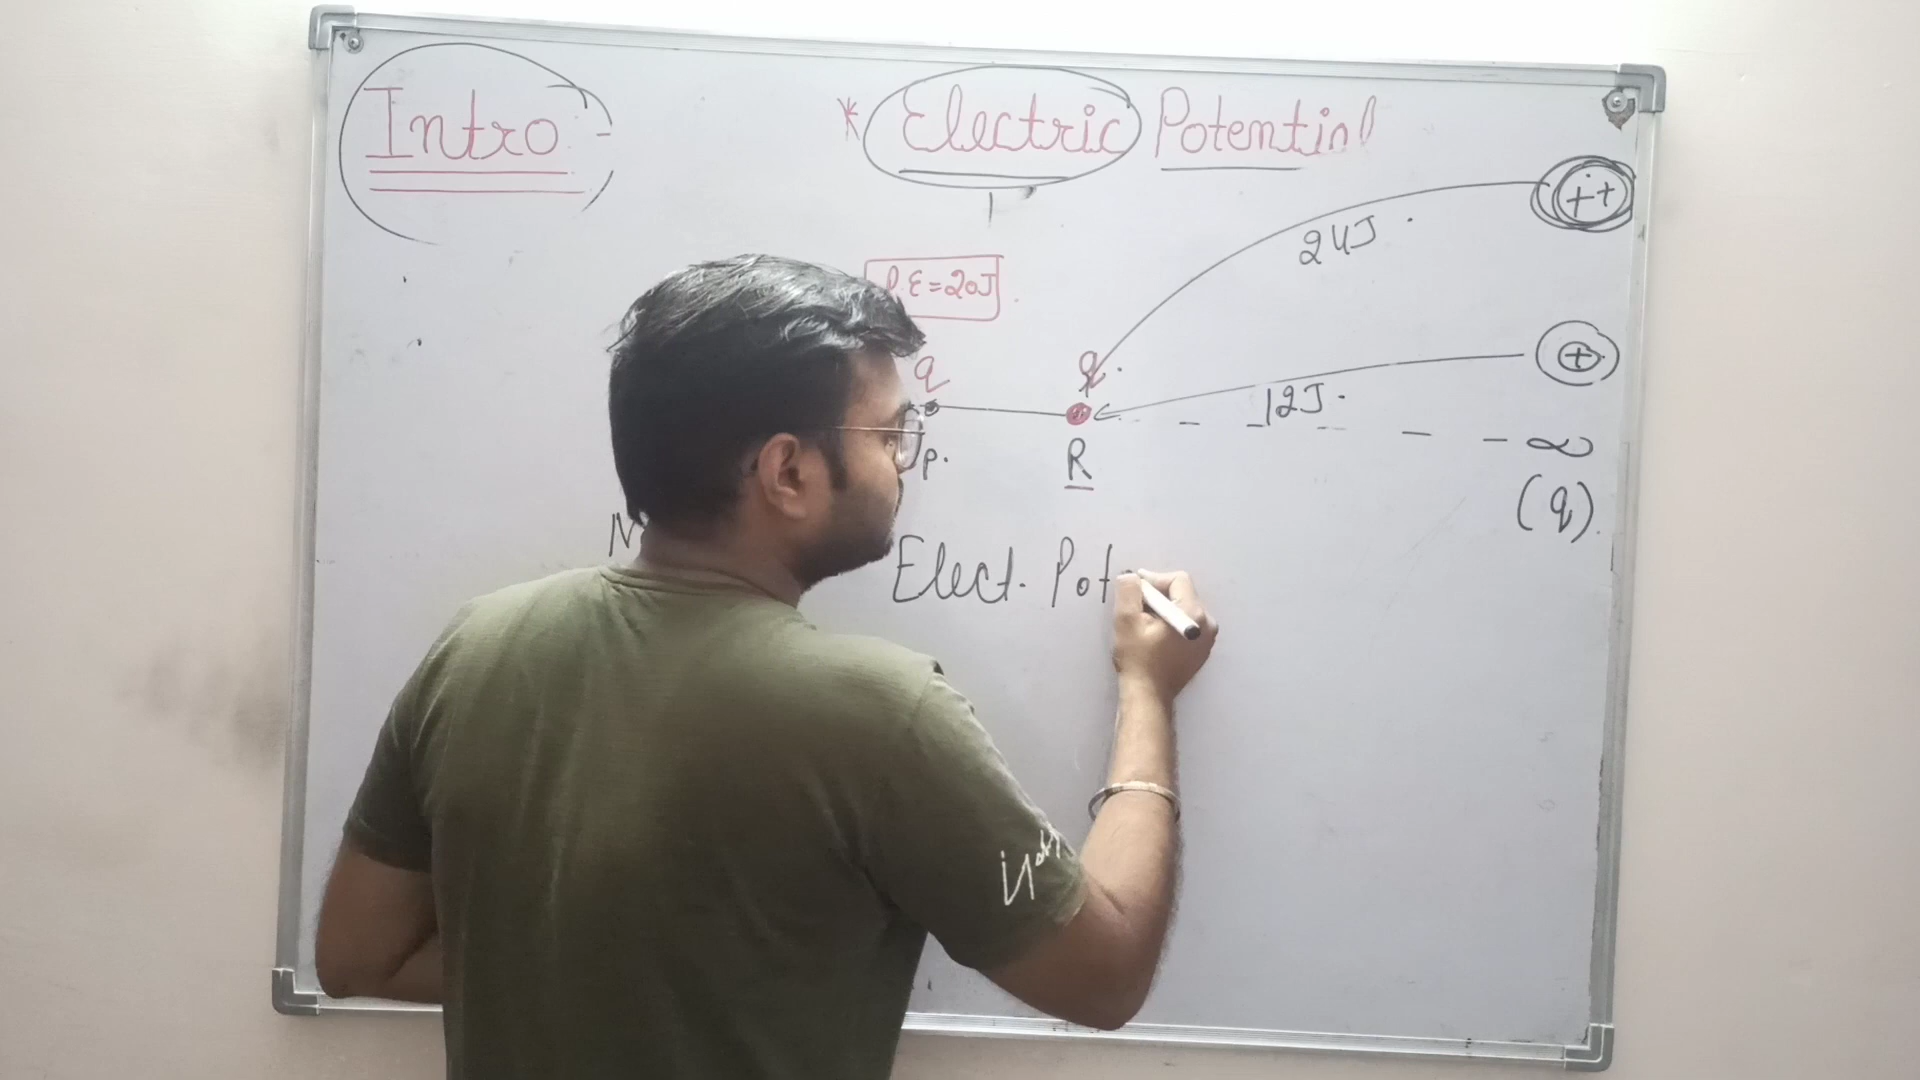 Intro
* Electric Potential
24J
P.E = 20J
q
q
12J
P.
R
∞
(q)
N
Elect. Pot